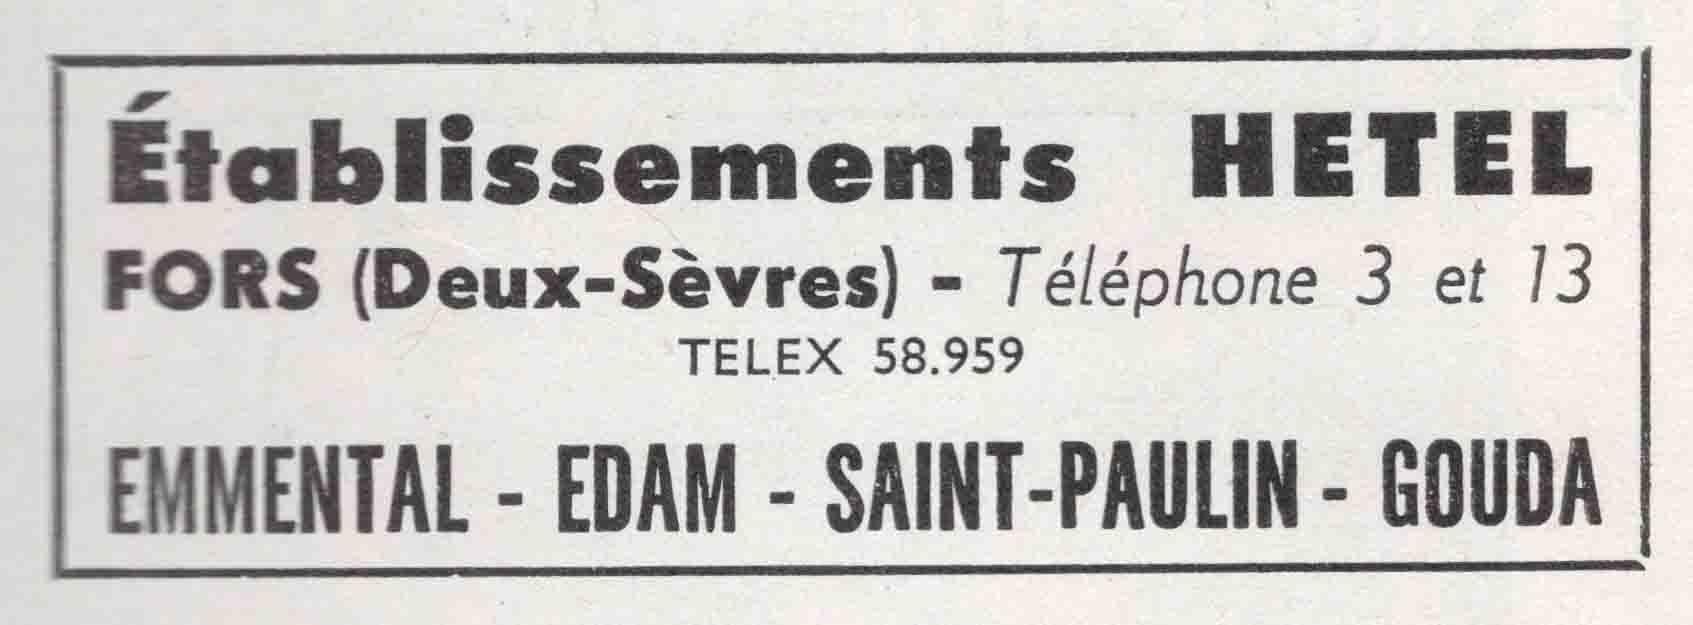 Établissements HETEL
FORS (Deux-Sèvres) - Téléphone 3 et 13
TELEX 58.959
EMMENTAL - EDAM - SAINT-PAULIN - GOUDA